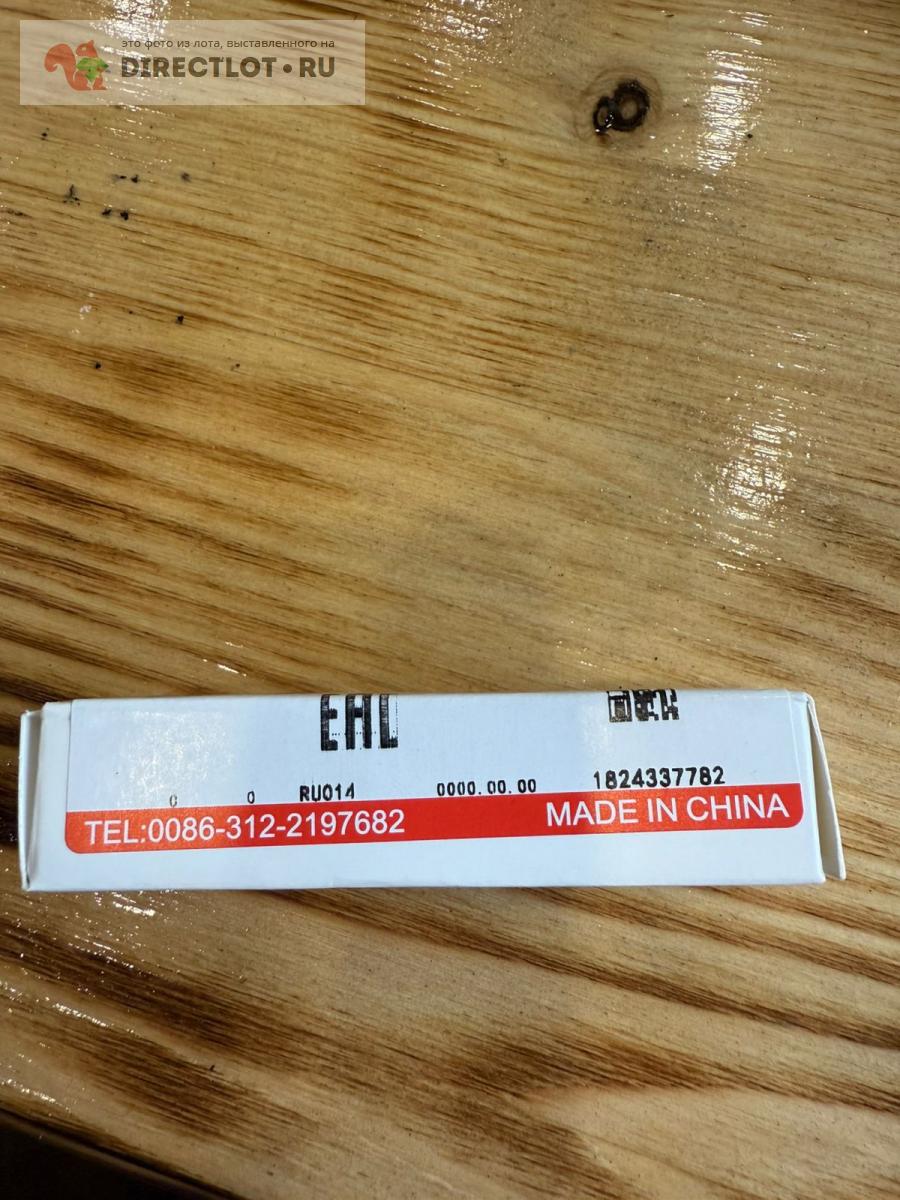 это фото из лота, выставленного на
DIRECTLOT.RU
EAC
0 0 RU014 0000.00.00 1824337782
TEL:0086-312-2197682 MADE IN CHINA